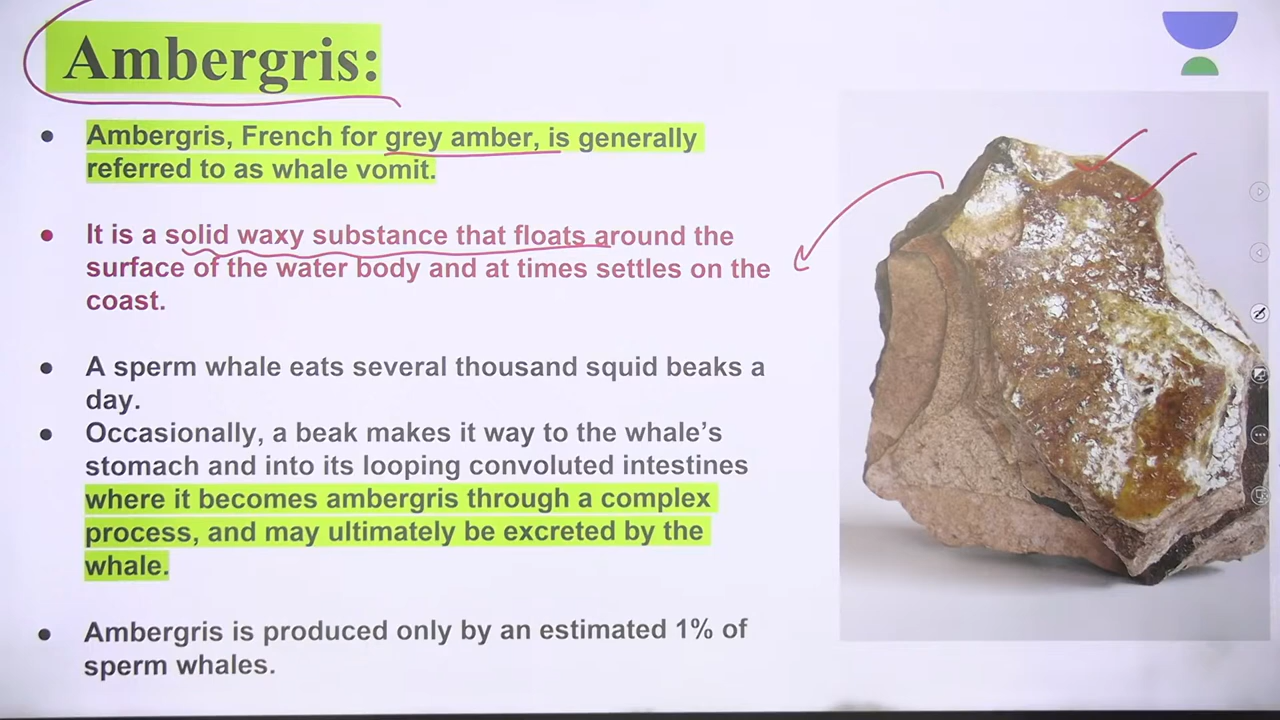 Ambergris:
Ambergris, French for grey amber, is generally
referred to as whale vomit.
It is a solid waxy substance that floats around the
surface of the water body and at times settles on the
coast.
A sperm whale eats several thousand squid beaks a
day.
Occasionally, a beak makes it way to the whale's
stomach and into its looping convoluted intestines
where it becomes ambergris through a complex
process, and may ultimately be excreted by the
whale.
Ambergris is produced only by an estimated 1% of
sperm whales.